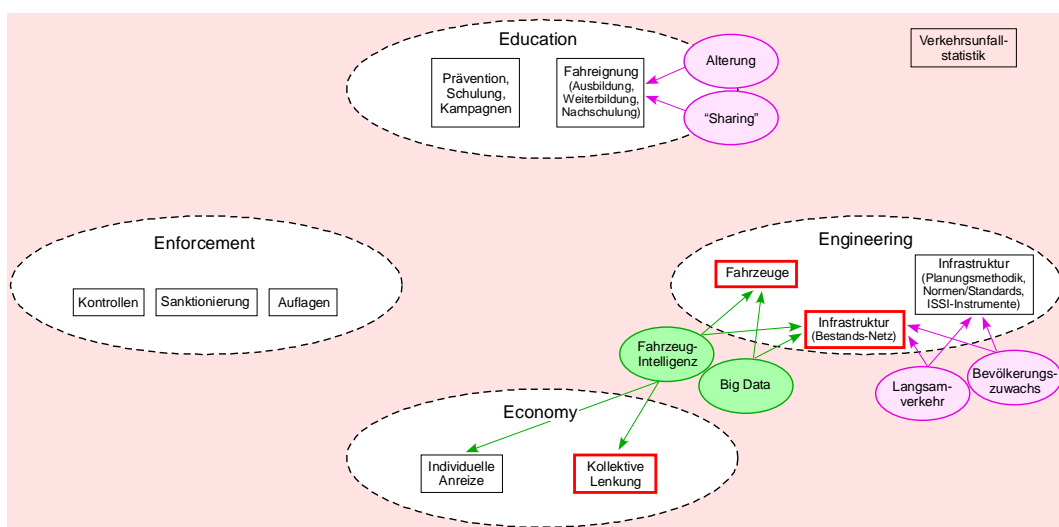 Education
Verkehrsunfall-
statistik
Prävention,
Schulung,
Kampagnen
Fahreignung
(Ausbildung,
Weiterbildung,
Nachschulung)
Alterung
“Sharing”
Enforcement
Kontrollen
Sanktionierung
Auflagen
Engineering
Fahrzeuge
Infrastruktur
(Planungsmethodik,
Normen/Standards,
ISSI-Instrumente)
Infrastruktur
(Bestands-Netz)
Fahrzeug-
Intelligenz
Big Data
Langsam-
verkehr
Bevölkerungs-
zuwachs
Economy
Individuelle
Anreize
Kollektive
Lenkung